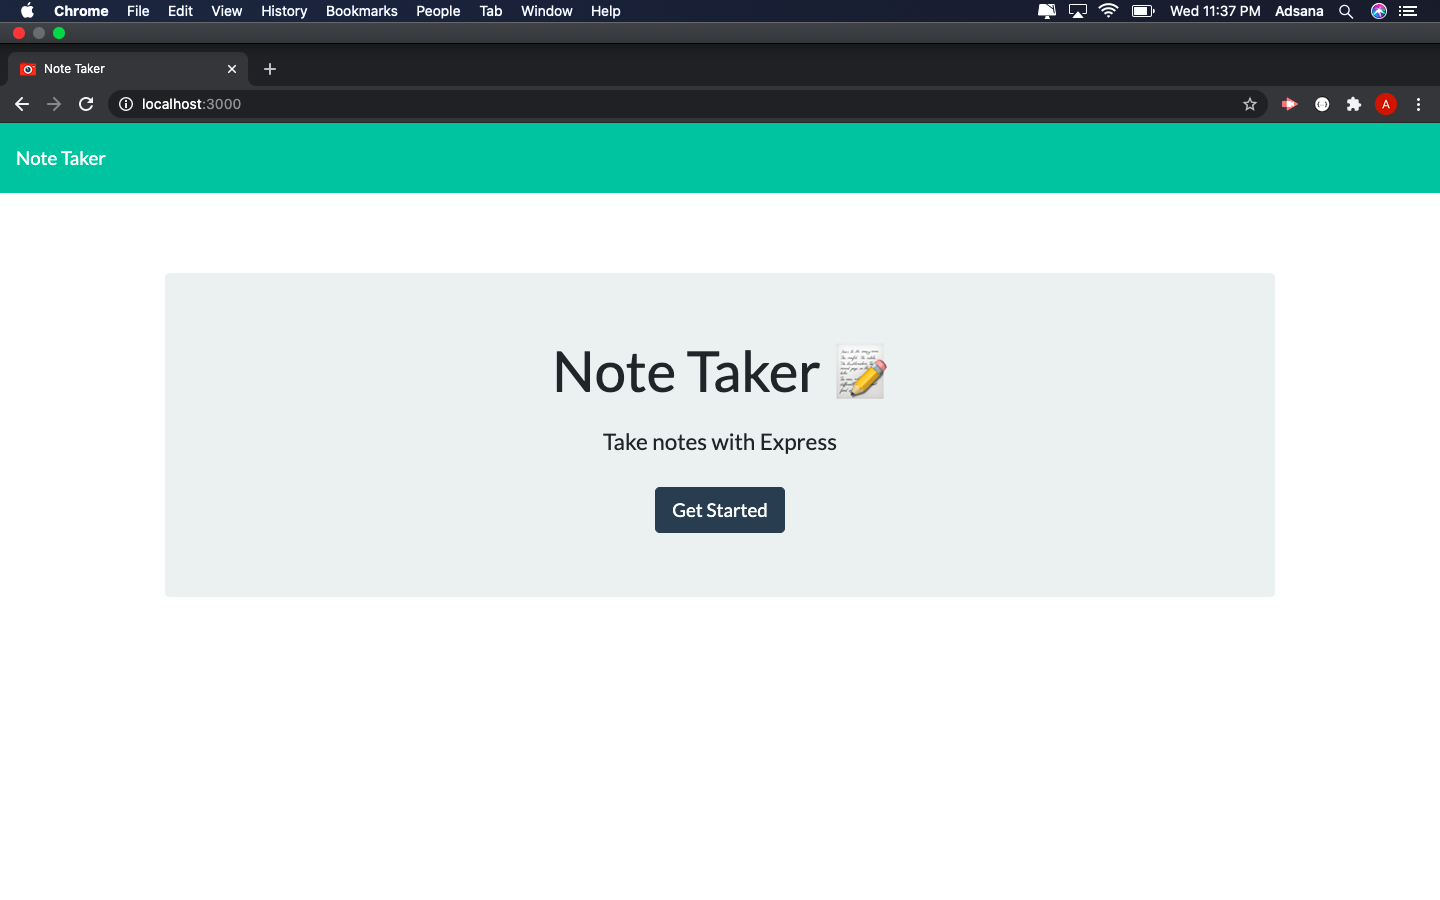 Chrome File Edit View History Bookmarks People Tab Window Help Wed 11:37 PM Adsana
Note Taker
localhost:3000
A
Note Taker
Note Taker
Take notes with Express
Get Started